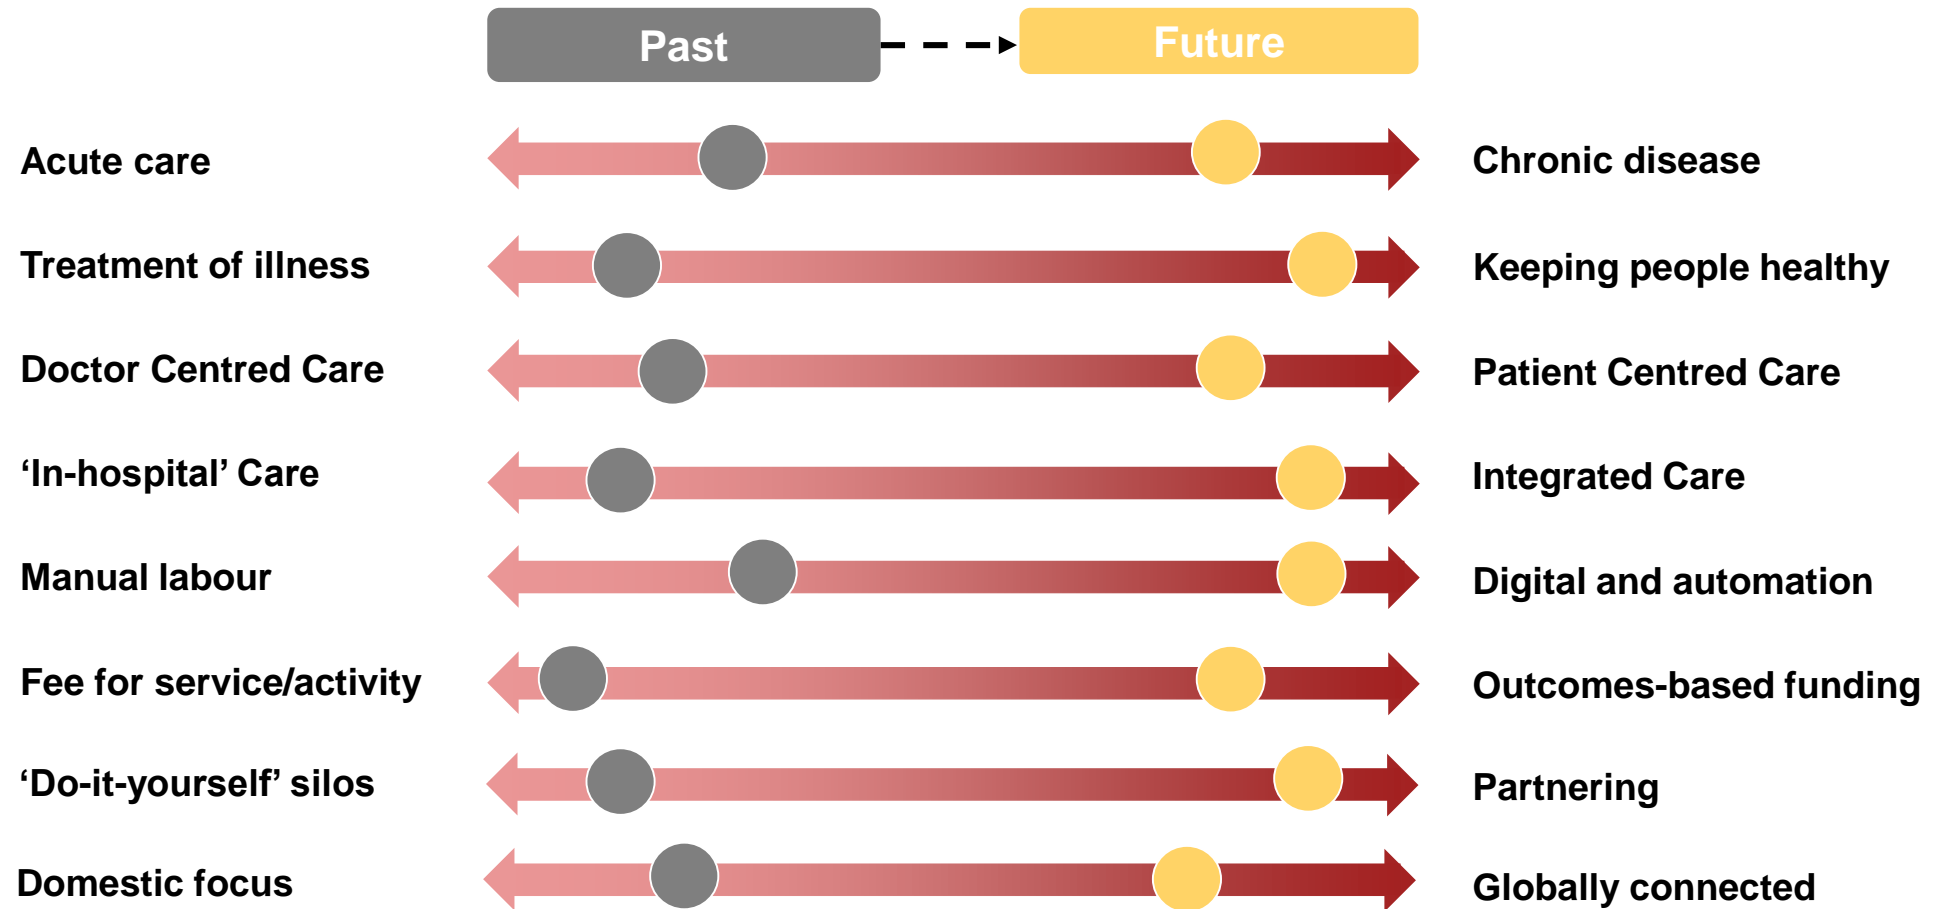 Past
Future
Acute care
Chronic disease
Treatment of illness
Keeping people healthy
Doctor Centred Care
Patient Centred Care
‘In-hospital’ Care
Integrated Care
Manual labour
Digital and automation
Fee for service/activity
Outcomes-based funding
‘Do-it-yourself’ silos
Partnering
Domestic focus
Globally connected